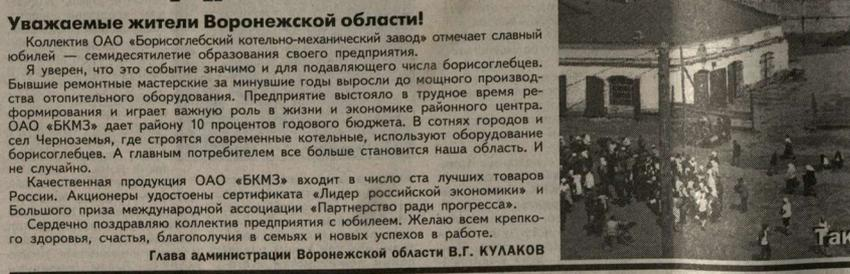 Уважаемые жители Воронежской области!
Коллектив ОАО «Борисоглебский котельно-механический завод» отмечает славный
юбилей — семидесятилетие образования своего предприятия.
Я уверен, что это событие значимо и для подавляющего числа борисоглебцев.
Бывшие ремонтные мастерские за минувшие годы выросли до мощного производ-
ства отопительного оборудования. Предприятие выстояло в трудное время ре-
формирования и играет важную роль в жизни и экономике районного центра.
ОАО «БКМЗ» дает району 10 процентов годового бюджета. В сотнях городов и
сел Черноземья, где строятся современные котельные, используют оборудование
борисоглебцев. А главным потребителем все больше становится наша область. И
не случайно.
Качественная продукция ОАО «БКМЗ» входит в число ста лучших товаров
России. Акционеры удостоены сертификата «Лидер российской экономики» и
Большого приза международной ассоциации «Партнерство ради прогресса».
Сердечно поздравляю коллектив предприятия с юбилеем. Желаю всем крепко-
го здоровья, счастья, благополучия в семьях и новых успехов в работе.
Глава администрации Воронежской области В.Г. КУЛАКОВ
Так